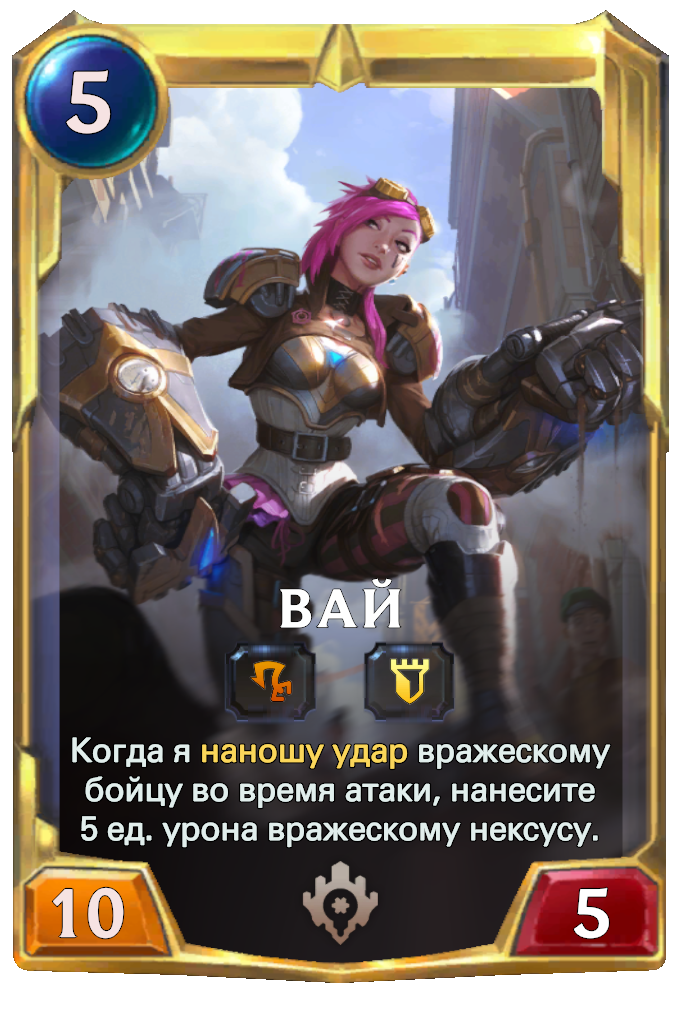 5
ВАЙ
Когда я наношу удар вражескому
бойцу во время атаки, нанесите
5 ед. урона вражескому нексусу.
10
5